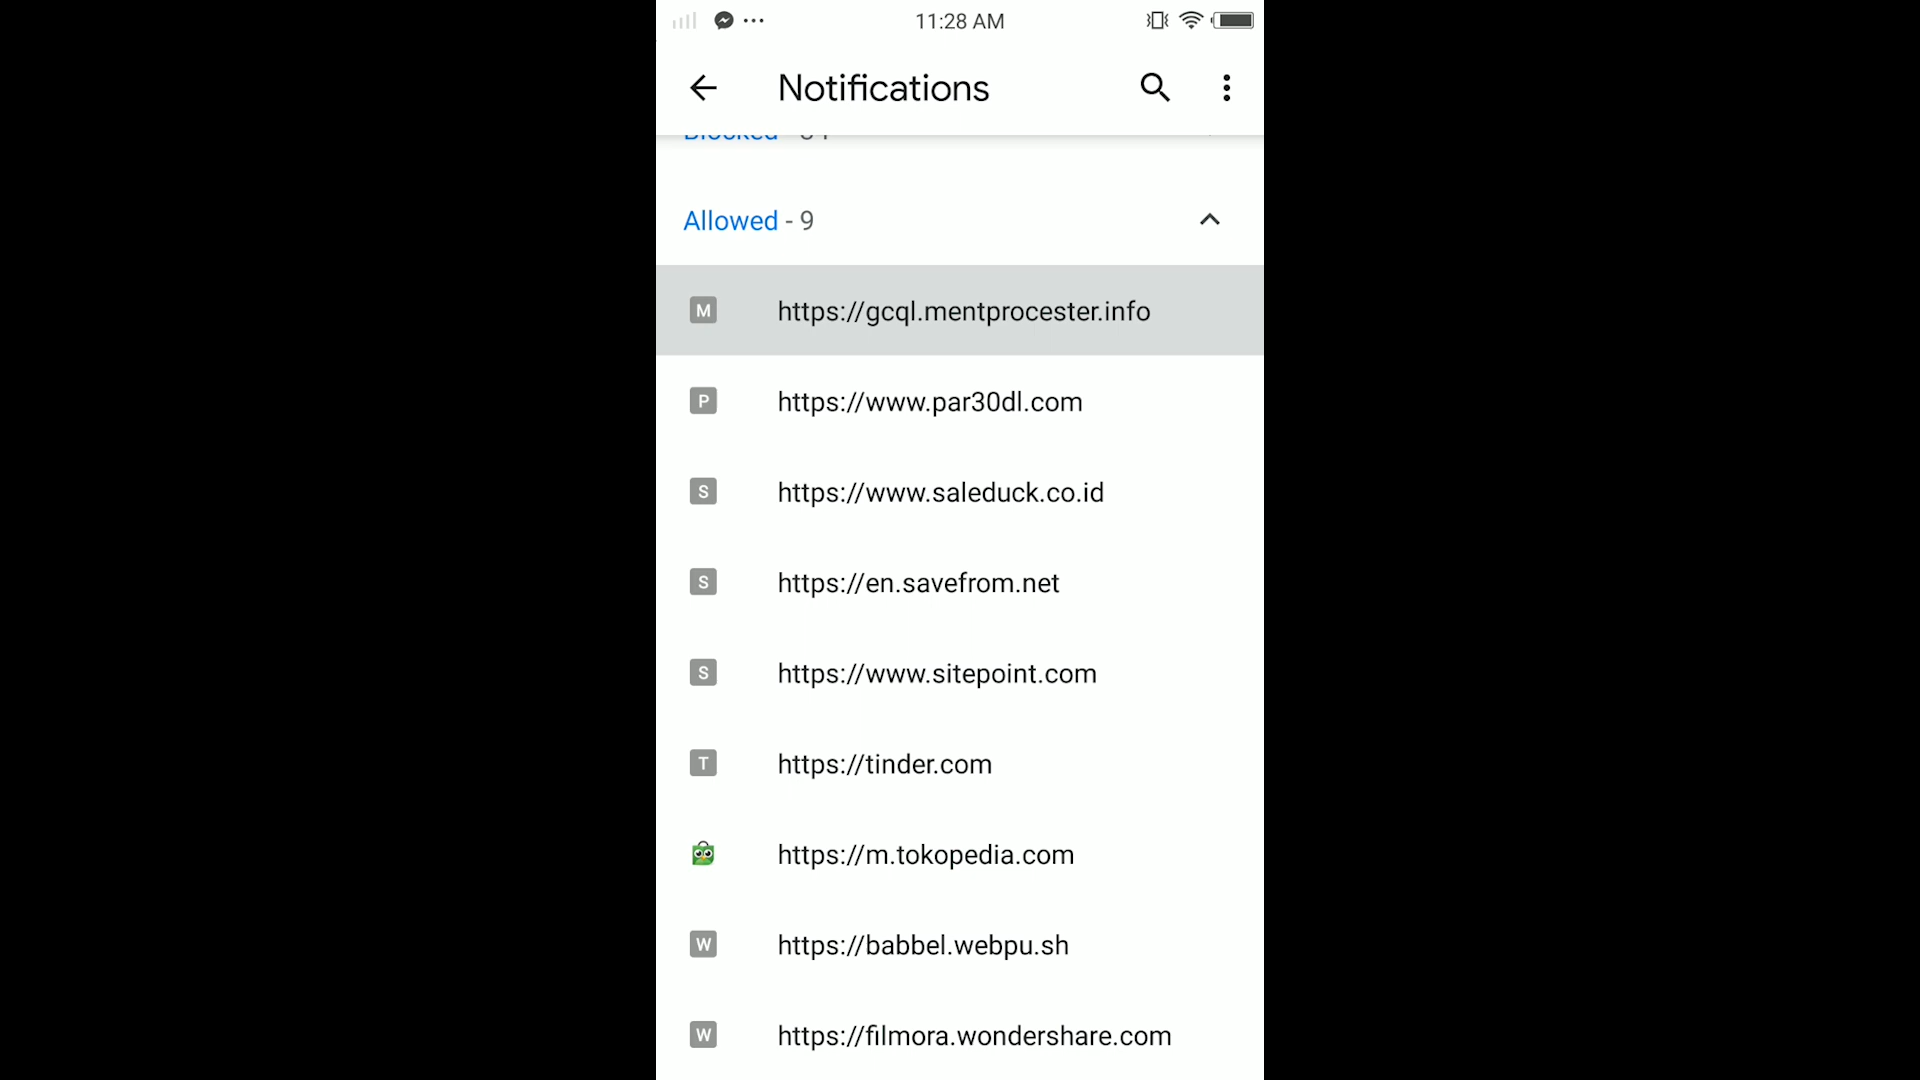 11:28 AM
Notifications
Allowed - 9
M https://gcql.mentprocester.info
P https://www.par30dl.com
S https://www.saleduck.co.id
S https://en.savefrom.net
S https://www.sitepoint.com
T https://tinder.com
https://m.tokopedia.com
W https://babbel.webpu.sh
W https://filmora.wondershare.com